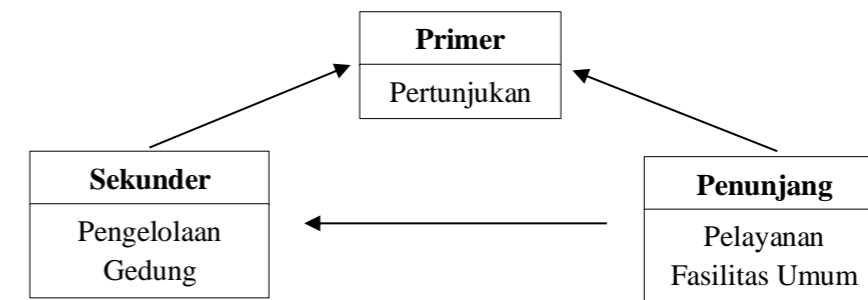 Primer
Pertunjukan
Sekunder
Pengelolaan
Gedung
Penunjang
Pelayanan
Fasilitas Umum